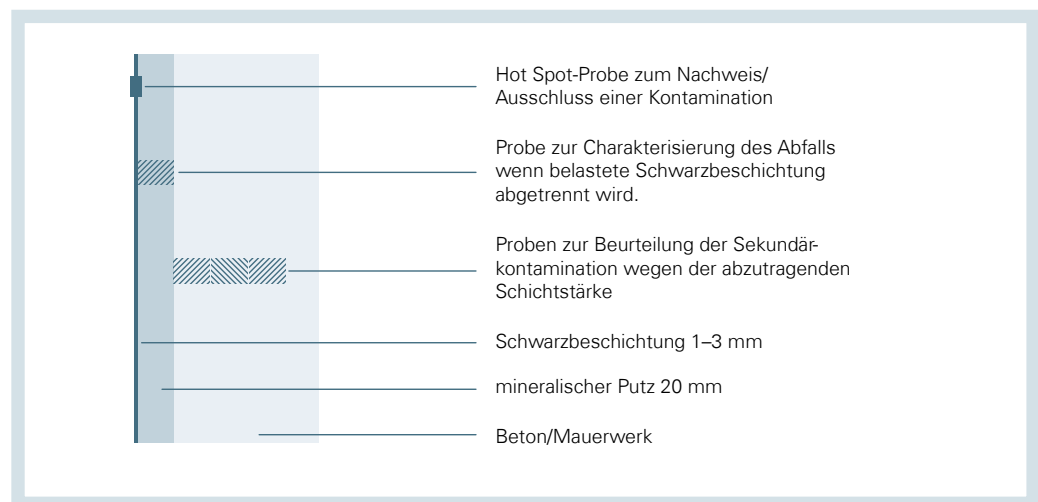 Hot Spot-Probe zum Nachweis/
Ausschluss einer Kontamination
Probe zur Charakterisierung des Abfalls
wenn belastete Schwarzbeschichtung
abgetrennt wird.
Proben zur Beurteilung der Sekundär-
kontamination wegen der abzutragenden
Schichtstärke
Schwarzbeschichtung 1–3 mm
mineralischer Putz 20 mm
Beton/Mauerwerk